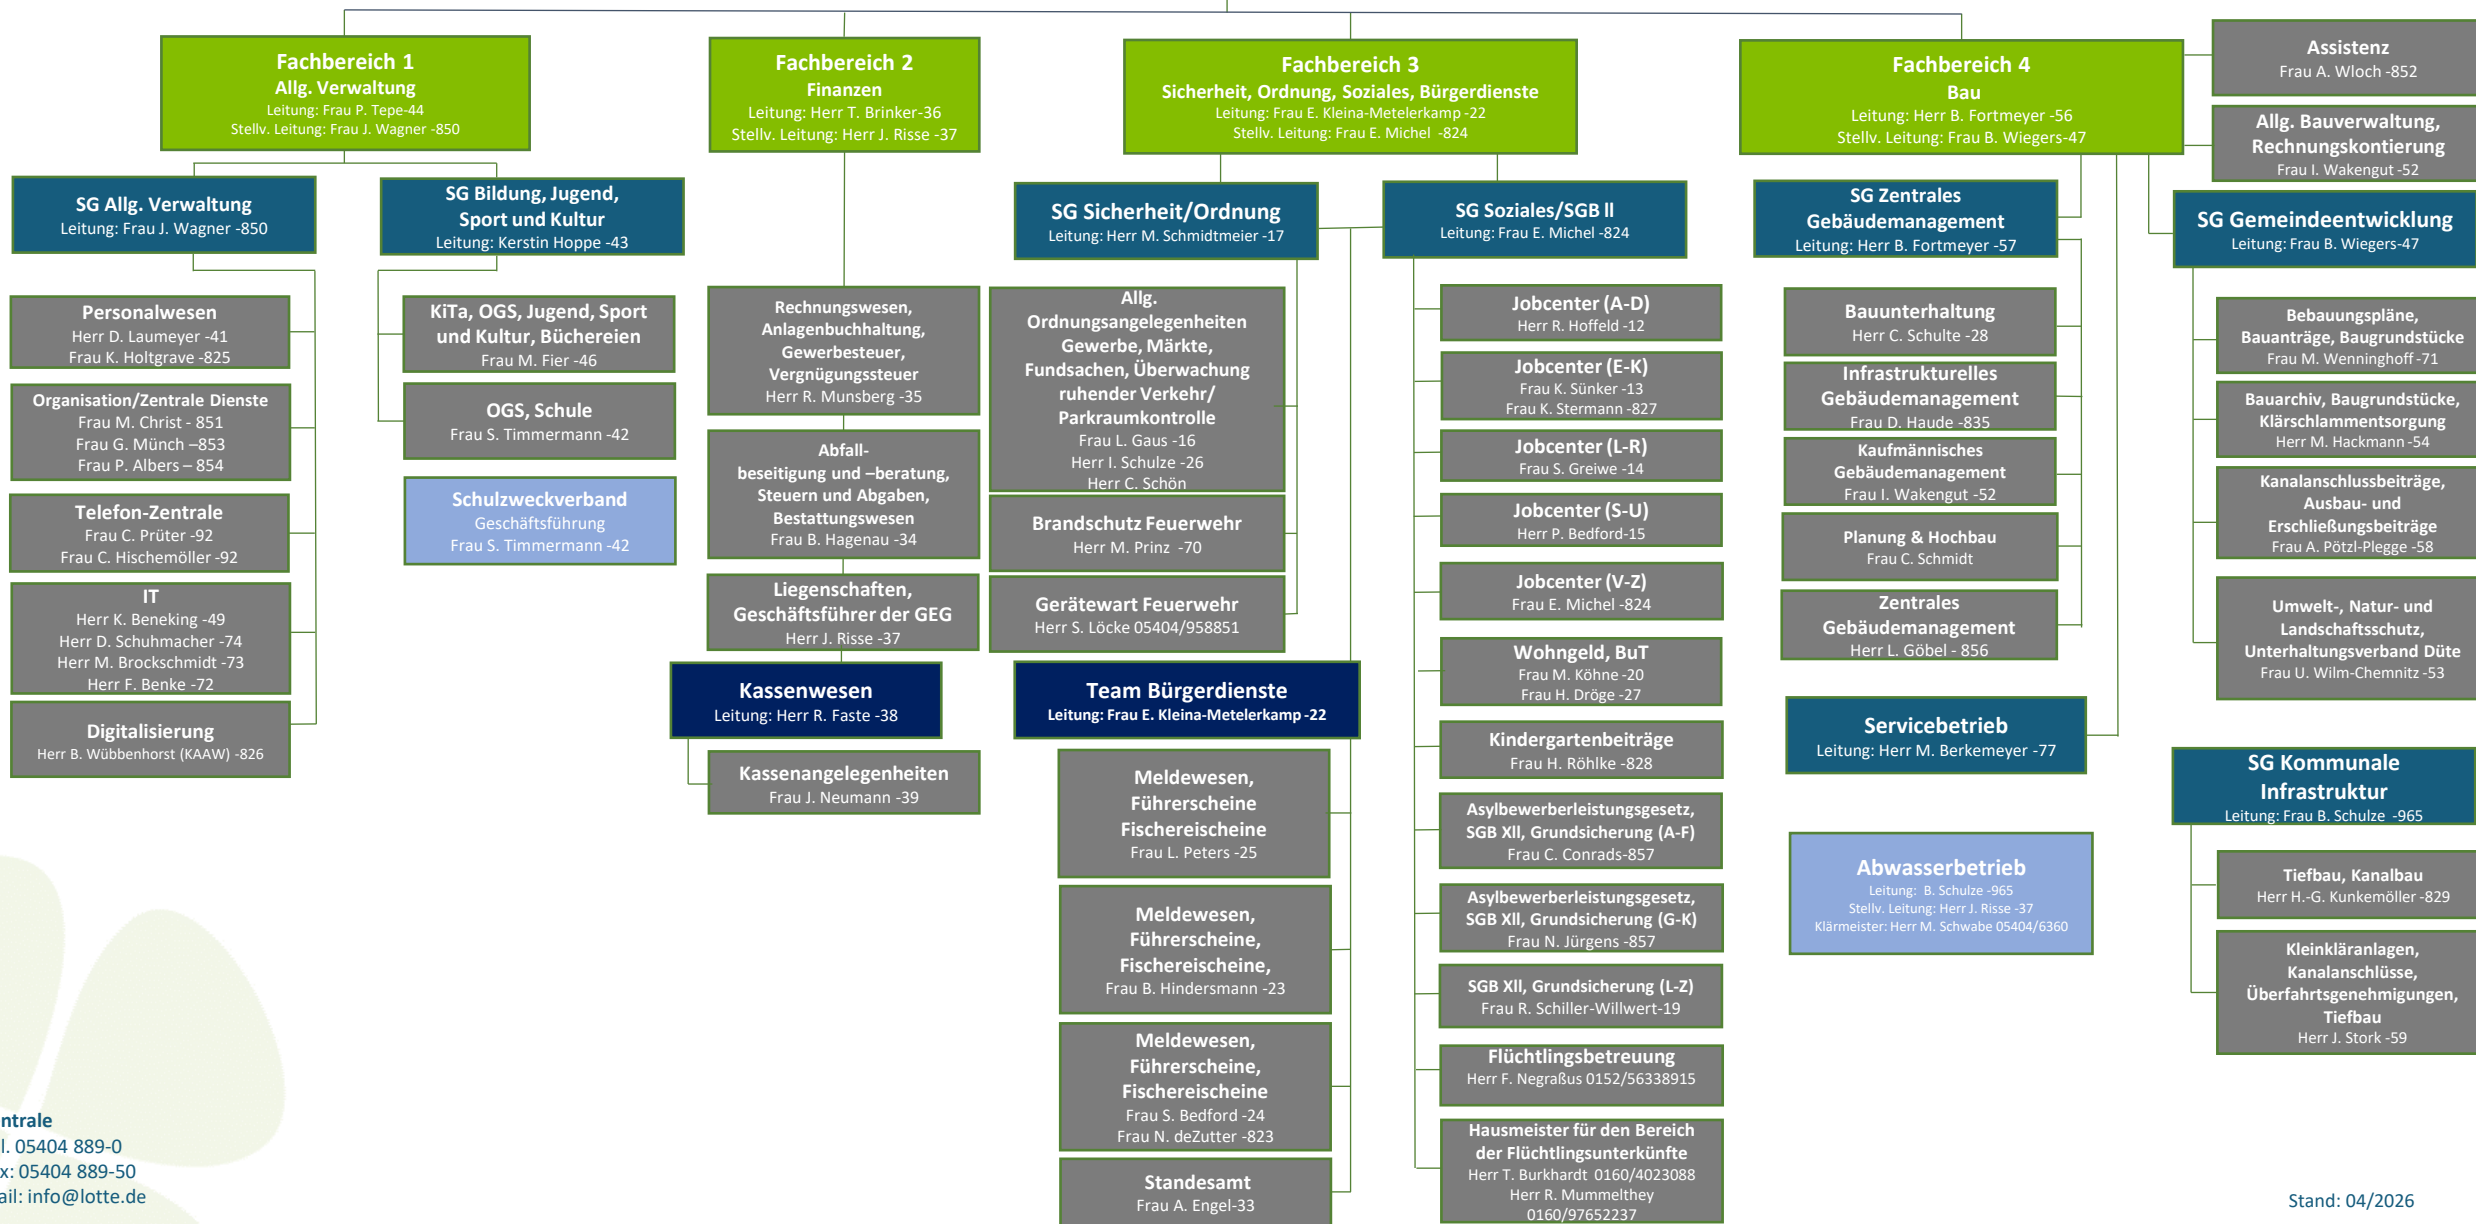 Fachbereich 1
Allg. Verwaltung
Leitung: Frau P. Tepe-44
Stellv. Leitung: Frau J. Wagner -850
SG Allg. Verwaltung
Leitung: Frau J. Wagner -850
Personalwesen
Herr D. Laumeyer -41
Frau K. Holtgrave -825
Organisation/Zentrale Dienste
Frau M. Christ - 851
Frau G. Münch –853
Frau P. Albers – 854
Telefon-Zentrale
Frau C. Prüter -92
Frau C. Hischemöller -92
IT
Herr K. Beneking -49
Herr D. Schuhmacher -74
Herr M. Brockschmidt -73
Herr F. Benke -72
Digitalisierung
Herr B. Wübbenhorst (KAAW) -826
SG Bildung, Jugend,
Sport und Kultur
Leitung: Kerstin Hoppe -43
KiTa, OGS, Jugend, Sport
und Kultur, Büchereien
Frau M. Fier -46
OGS, Schule
Frau S. Timmermann -42
Schulzweckverband
Geschäftsführung
Frau S. Timmermann -42
Fachbereich 2
Finanzen
Leitung: Herr T. Brinker-36
Stellv. Leitung: Herr J. Risse -37
Rechnungswesen,
Anlagenbuchhaltung,
Gewerbesteuer,
Vergnügungssteuer
Herr R. Munsberg -35
Abfall-
beseitigung und –beratung,
Steuern und Abgaben,
Bestattungswesen
Frau B. Hagenau -34
Liegenschaften,
Geschäftsführer der GEG
Herr J. Risse -37
Kassenwesen
Leitung: Herr R. Faste -38
Kassenangelegenheiten
Frau J. Neumann -39
Fachbereich 3
Sicherheit, Ordnung, Soziales, Bürgerdienste
Leitung: Frau E. Kleina-Metelerkamp -22
Stellv. Leitung: Frau E. Michel -824
SG Sicherheit/Ordnung
Leitung: Herr M. Schmidtmeier -17
Allg.
Ordnungsangelegenheiten
Gewerbe, Märkte,
Fundsachen, Überwachung
ruhender Verkehr/
Parkraumkontrolle
Frau L. Gaus -16
Herr I. Schulze -26
Herr C. Schön
Brandschutz Feuerwehr
Herr M. Prinz -70
Gerätewart Feuerwehr
Herr S. Löcke 05404/958851
Team Bürgerdienste
Leitung: Frau E. Kleina-Metelerkamp -22
Meldewesen,
Führerscheine
Fischereischeine
Frau L. Peters -25
Meldewesen,
Führerscheine,
Fischereischeine,
Frau B. Hindersmann -23
Meldewesen,
Führerscheine,
Fischereischeine
Frau S. Bedford -24
Frau N. deZutter -823
Standesamt
Frau A. Engel-33
SG Soziales/SGB ll
Leitung: Frau E. Michel -824
Jobcenter (A-D)
Herr R. Hoffeld -12
Jobcenter (E-K)
Frau K. Sünker -13
Frau K. Stermann -827
Jobcenter (L-R)
Frau S. Greiwe -14
Jobcenter (S-U)
Herr P. Bedford-15
Jobcenter (V-Z)
Frau E. Michel -824
Wohngeld, BuT
Frau M. Köhne -20
Frau H. Dröge -27
Kindergartenbeiträge
Frau H. Röhlke -828
Asylbewerberleistungsgesetz,
SGB Xll, Grundsicherung (A-F)
Frau C. Conrads-857
Asylbewerberleistungsgesetz,
SGB Xll, Grundsicherung (G-K)
Frau N. Jürgens -857
SGB Xll, Grundsicherung (L-Z)
Frau R. Schiller-Willwert-19
Flüchtlingsbetreuung
Herr F. Negraßus 0152/56338915
Hausmeister für den Bereich
der Flüchtlingsunterkünfte
Herr T. Burkhardt 0160/4023088
Herr R. Mummelthey
0160/97652237
Fachbereich 4
Bau
Leitung: Herr B. Fortmeyer -56
Stellv. Leitung: Frau B. Wiegers-47
Assistenz
Frau A. Wloch -852
Allg. Bauverwaltung,
Rechnungskontierung
Frau I. Wakengut -52
SG Zentrales
Gebäudemanagement
Leitung: Herr B. Fortmeyer -57
Bauunterhaltung
Herr C. Schulte -28
Infrastrukturelles
Gebäudemanagement
Frau D. Haude -835
Kaufmännisches
Gebäudemanagement
Frau I. Wakengut -52
Planung & Hochbau
Frau C. Schmidt
Zentrales
Gebäudemanagement
Herr L. Göbel - 856
Servicebetrieb
Leitung: Herr M. Berkemeyer -77
Abwasserbetrieb
Leitung: B. Schulze -965
Stellv. Leitung: Herr J. Risse -37
Klärmeister: Herr M. Schwabe 05404/6360
SG Gemeindeentwicklung
Leitung: Frau B. Wiegers-47
Bebauungspläne,
Bauanträge, Baugrundstücke
Frau M. Wenninghoff -71
Bauarchiv, Baugrundstücke,
Klärschlammentsorgung
Herr M. Hackmann -54
Kanalanschlussbeiträge,
Ausbau- und
Erschließungsbeiträge
Frau A. Pötzl-Plegge -58
Umwelt-, Natur- und
Landschaftsschutz,
Unterhaltungsverband Düte
Frau U. Wilm-Chemnitz -53
SG Kommunale
Infrastruktur
Leitung: Frau B. Schulze -965
Tiefbau, Kanalbau
Herr H.-G. Kunkemöller -829
Kleinkläranlagen,
Kanalanschlüsse,
Überfahrtsgenehmigungen,
Tiefbau
Herr J. Stork -59
ntrale
l. 05404 889-0
x: 05404 889-50
ail: info@lotte.de
Stand: 04/2026